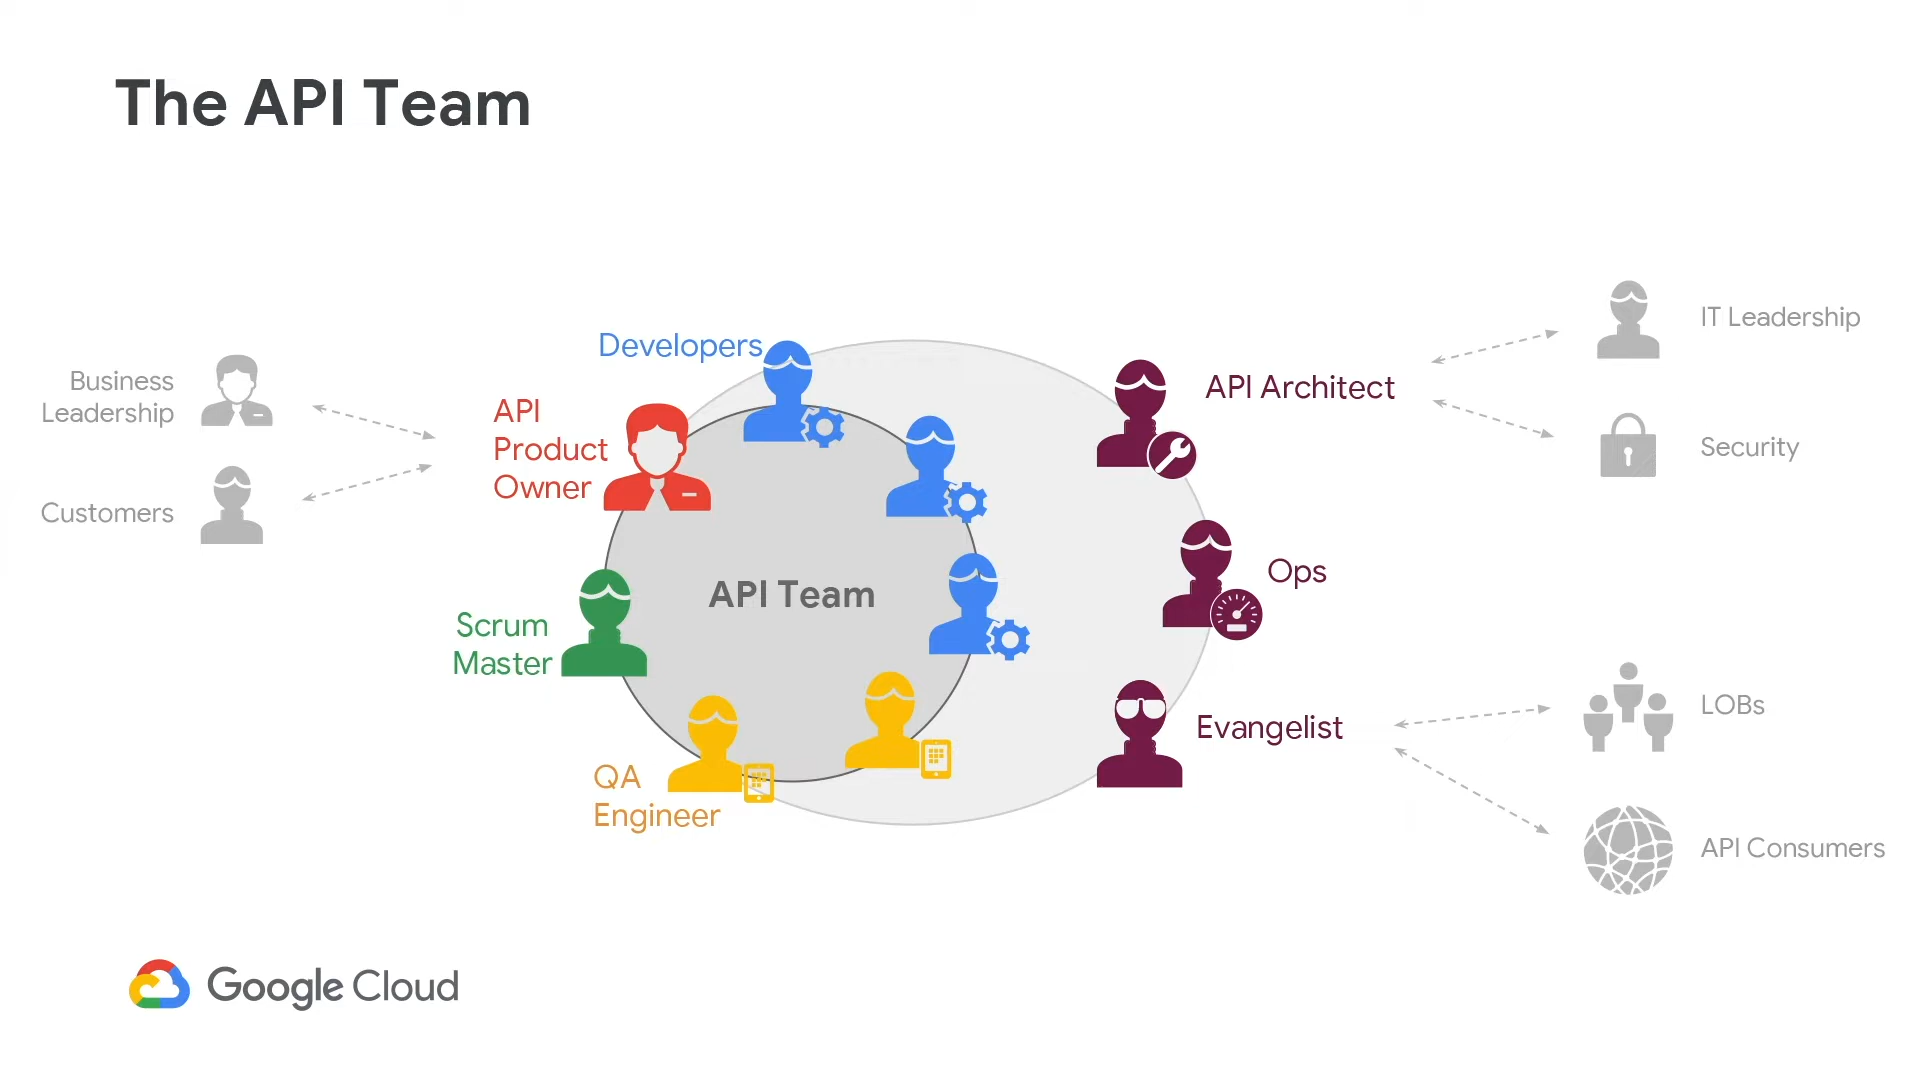 The API Team
Business
Leadership
Customers
Developers
API
Product
Owner
Scrum
Master
QA
Engineer
API Team
API Architect
Ops
Evangelist
IT Leadership
Security
LOBs
API Consumers
Google Cloud